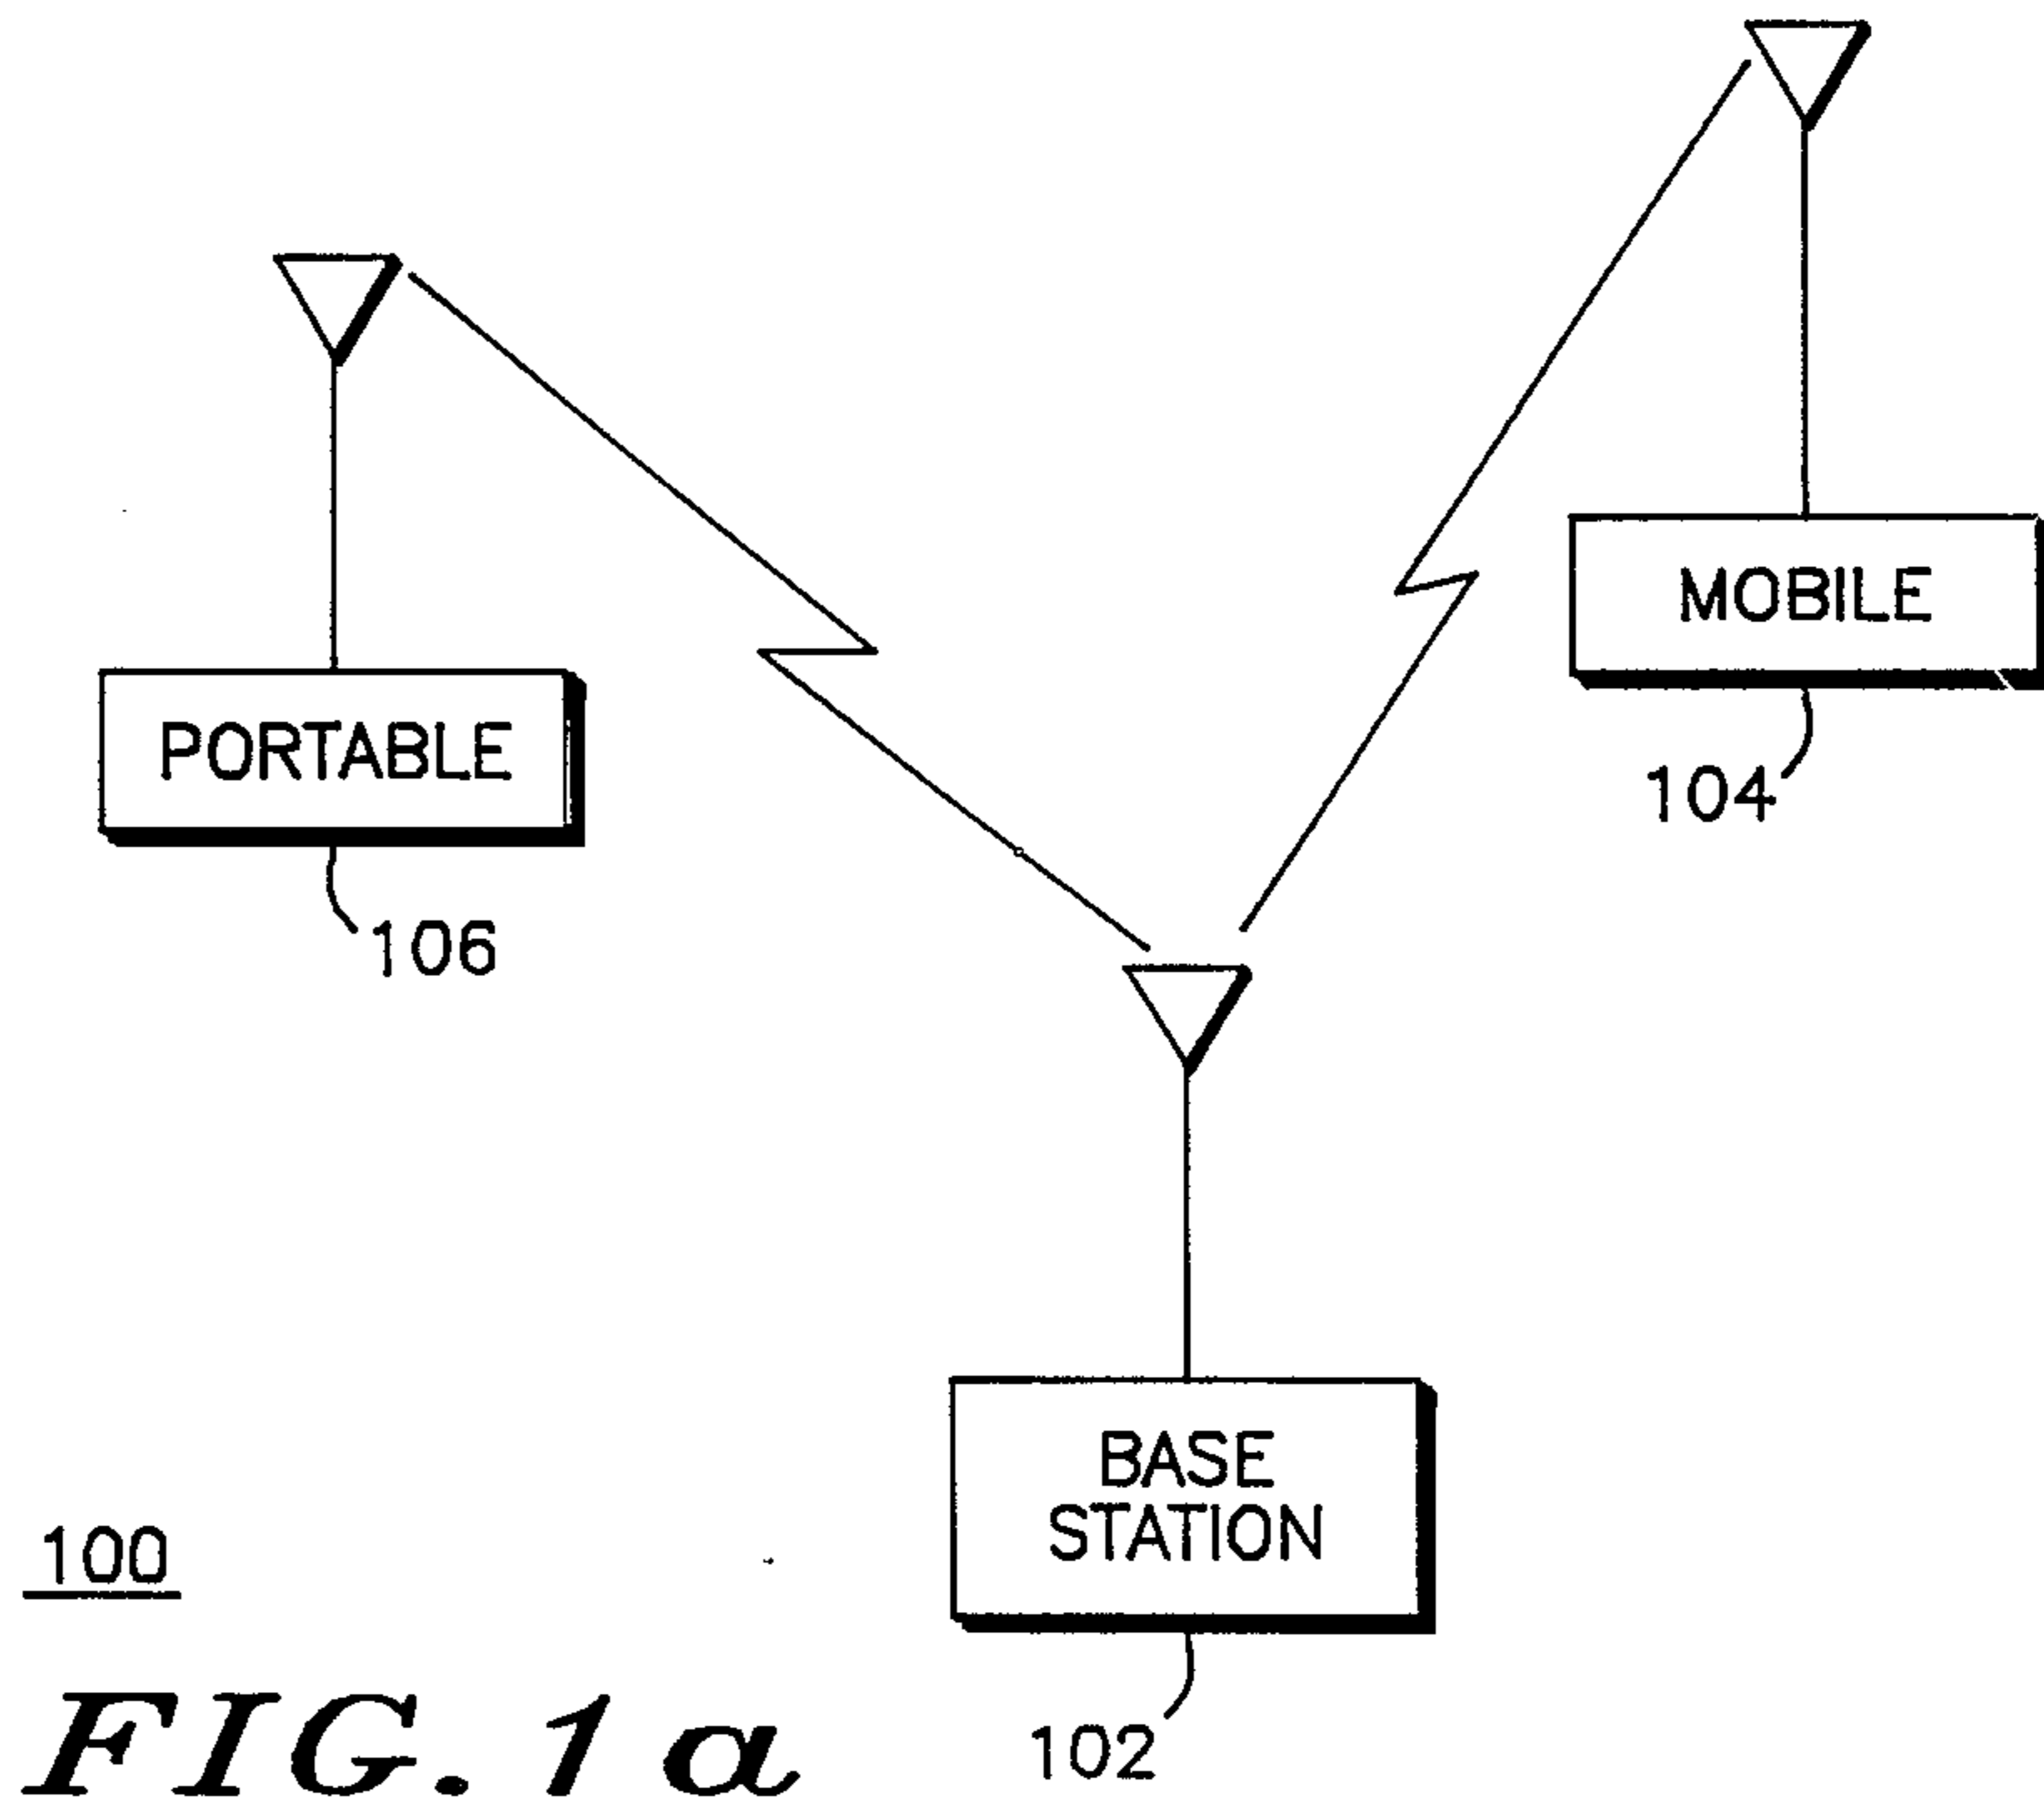 MOBILE
104
PORTABLE
106
BASE
STATION
102
100
FIG. 1a